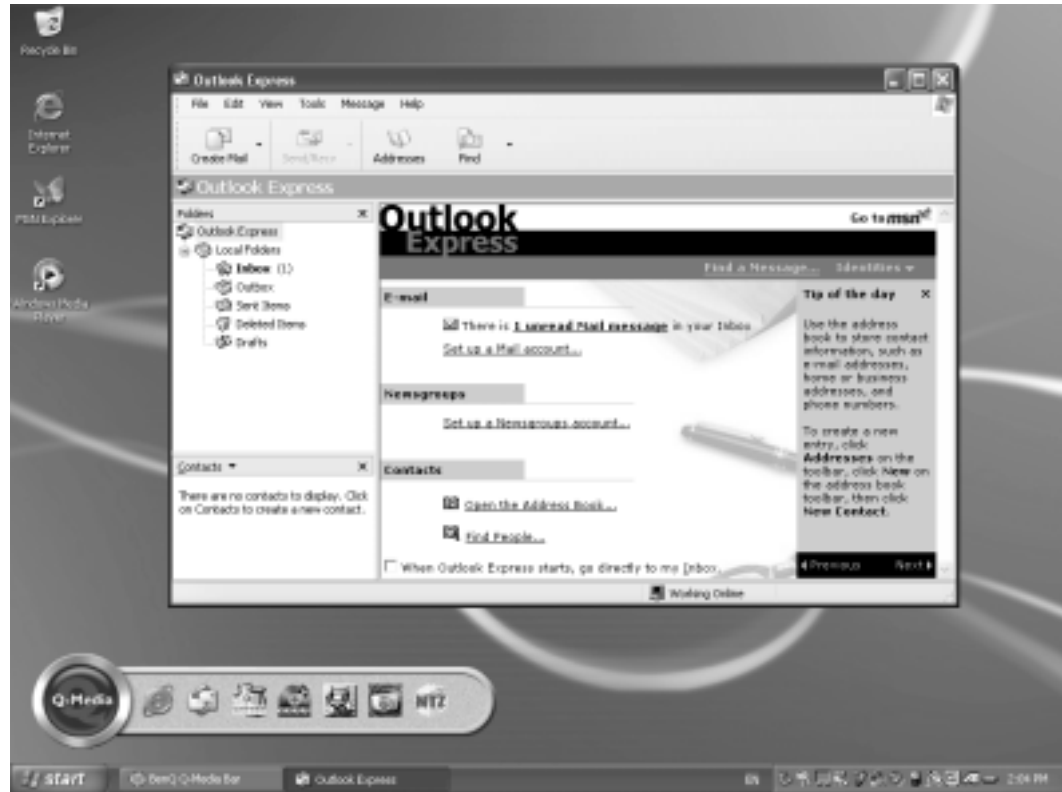 Recycle Bin
Internet
Explorer
MSN Explorer
Windows Media
Player
Outlook Express
File Edit View Tools Message Help
Create Mail Send/Recv Addresses Find
Outlook Express
Folders
Outlook Express
Local Folders
Inbox (1)
Outbox
Sent Items
Deleted Items
Drafts
Contacts
There are no contacts to display. Click
on Contacts to create a new contact.
Outlook
Express
Go to msn
Find a Message... Identities
E-mail
There is 1 unread Mail message in your Inbox
Set up a Mail account...
Newsgroups
Set up a Newsgroups account...
Contacts
Open the Address Book...
Find People...
When Outlook Express starts, go directly to my Inbox.
Tip of the day
Use the address
book to store contact
information, such as
e-mail addresses,
home or business
addresses, and
phone numbers.
To create a new
entry, click
Addresses on the
toolbar, click New on
the address book
toolbar, then click
New Contact.
Previous Next
Working Online
Q-Media
NTZ
start BenQ Q-Media Bar Outlook Express EN 2:04 PM